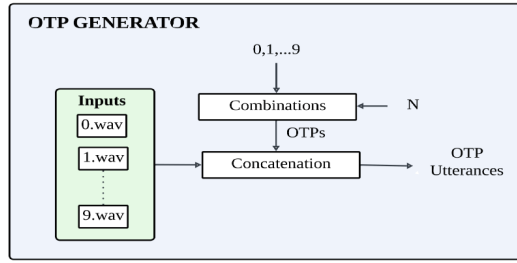 OTP GENERATOR
0,1,...9
Inputs
0.wav
1.wav
9.wav
Combinations
N
OTPs
Concatenation
OTP
Utterances